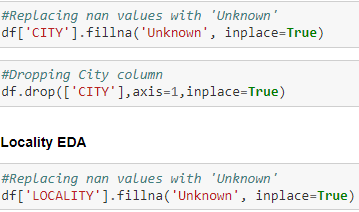 #Replacing nan values with 'Unknown'
df['CITY'].fillna('Unknown', inplace=True)
#Dropping City column
df.drop(['CITY'],axis=1,inplace=True)
Locality EDA
#Replacing nan values with 'Unknown'
df['LOCALITY'].fillna('Unknown', inplace=True)